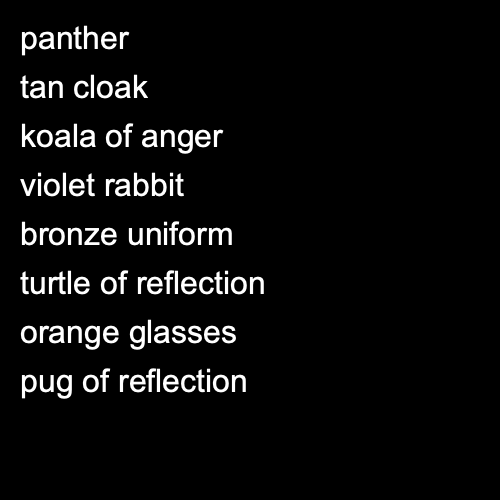 panther
tan cloak
koala of anger
violet rabbit
bronze uniform
turtle of reflection
orange glasses
pug of reflection